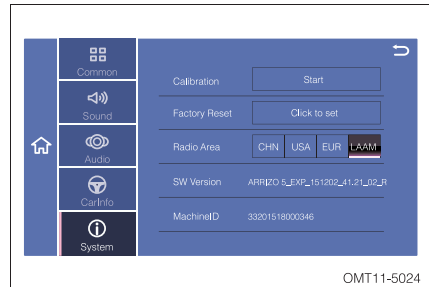 Common
Sound
Audio
CarInfo
System
Calibration Start
Factory Reset Click to set
Radio Area CHN USA EUR LAAM
SW Version ARRIZO 5_EXP_151202_41.21_02_R
MachineID 33201518000346
OMT11-5024